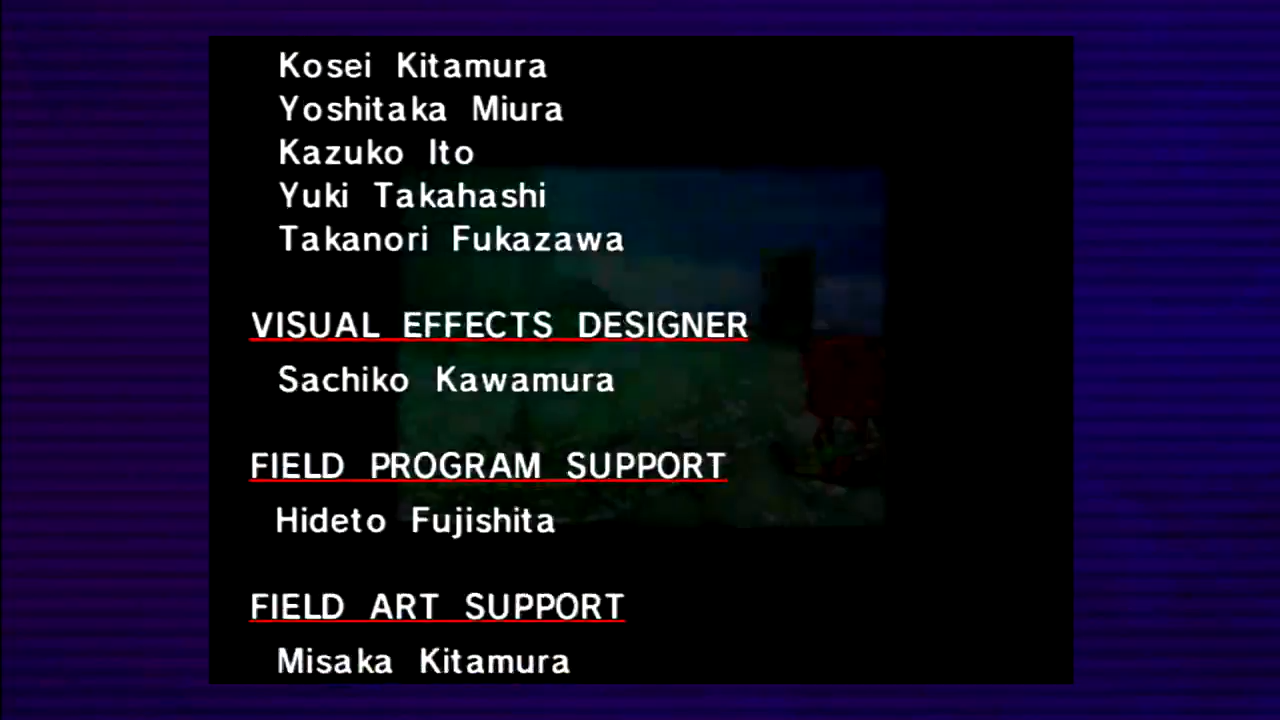 Kosei Kitamura
Yoshitaka Miura
Kazuko Ito
Yuki Takahashi
Takanori Fukazawa
VISUAL EFFECTS DESIGNER
Sachiko Kawamura
FIELD PROGRAM SUPPORT
Hideto Fujishita
FIELD ART SUPPORT
Misaka Kitamura